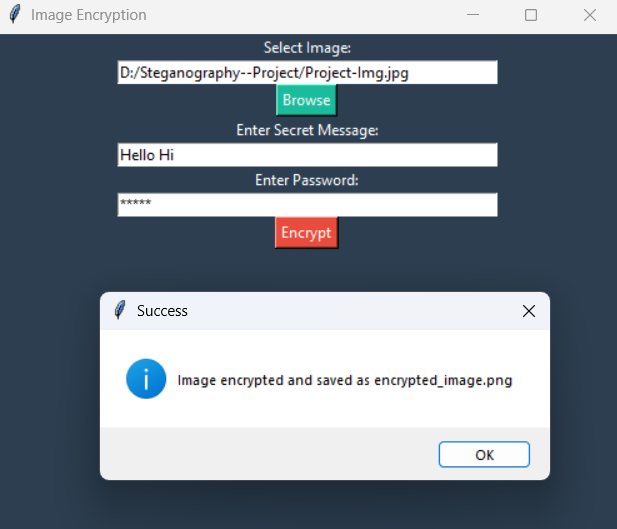 Image Encryption
Select Image:
D:/Steganography--Project/Project-Img.jpg
Browse
Enter Secret Message:
Hello Hi
Enter Password:
*****
Encrypt
Success
Image encrypted and saved as encrypted_image.png
OK